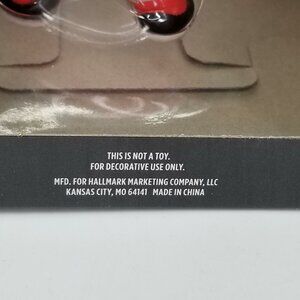 THIS IS NOT A TOY.
FOR DECORATIVE USE ONLY.
MFD. FOR HALLMARK MARKETING COMPANY, LLC
KANSAS CITY, MO 64141 MADE IN CHINA